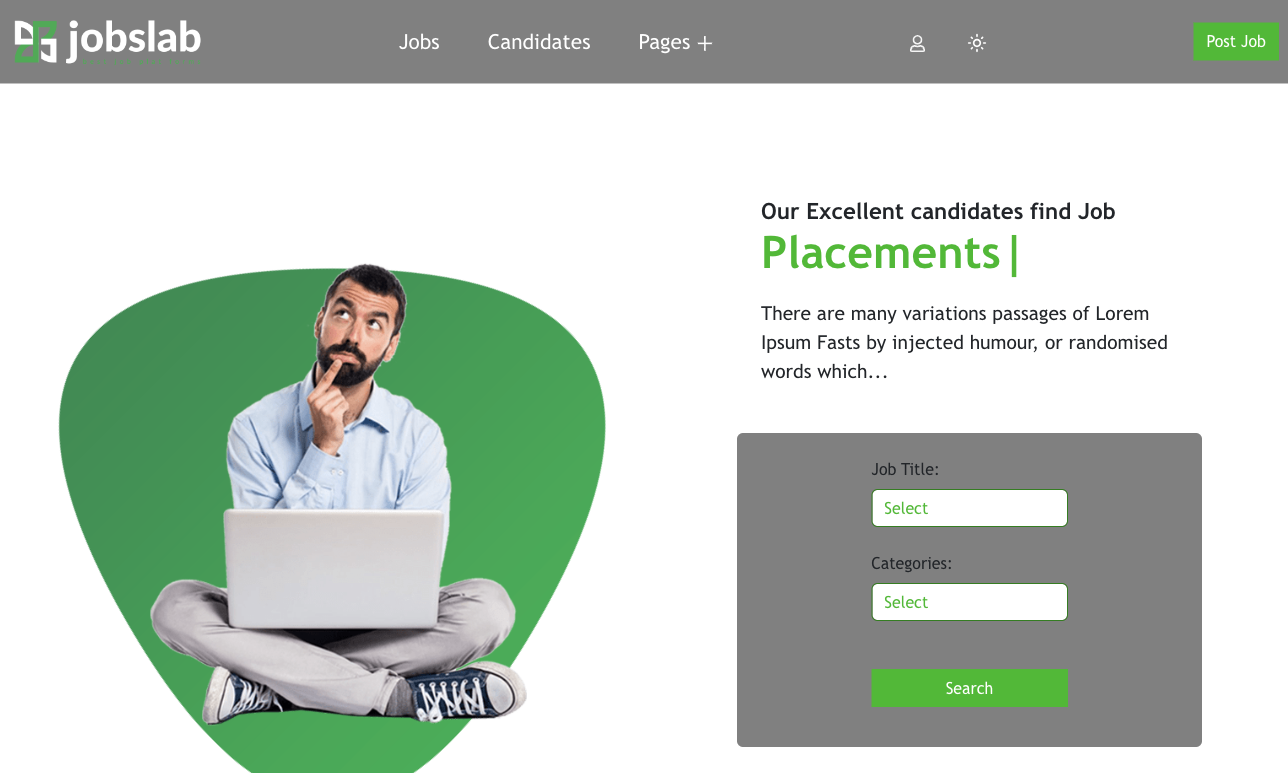 jobslab
Jobs
Candidates
Pages +
Post Job
Our Excellent candidates find Job
Placements|
There are many variations passages of Lorem
Ipsum Fasts by injected humour, or randomised
words which...
Job Title:
Select
Categories:
Select
Search